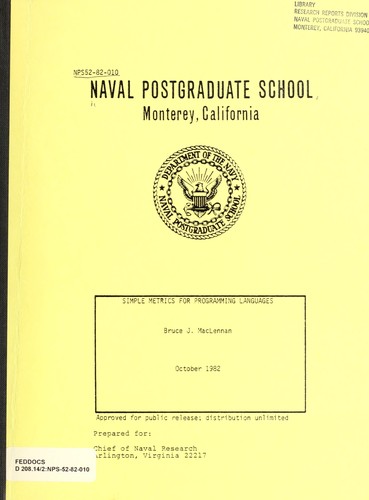 LIBRARY
RESEARCH REPORTS DIVISION
NAVAL POSTGRADUATE SCHOO
MONTEREY, CALIFORNIA 93940
NPS52-82-010
NAVAL POSTGRADUATE SCHOOL
Monterey, California
DEPARTMENT OF THE NAVY
NAVAL POSTGRADUATE SCHOOL
SIMPLE METRICS FOR PROGRAMMING LANGUAGES
Bruce J. MacLennan
October 1982
Approved for public release; distribution unlimited
Prepared for:
Chief of Naval Research
Arlington, Virginia 22217
FEDDOCS
D 208.14/2:NPS-52-82-010